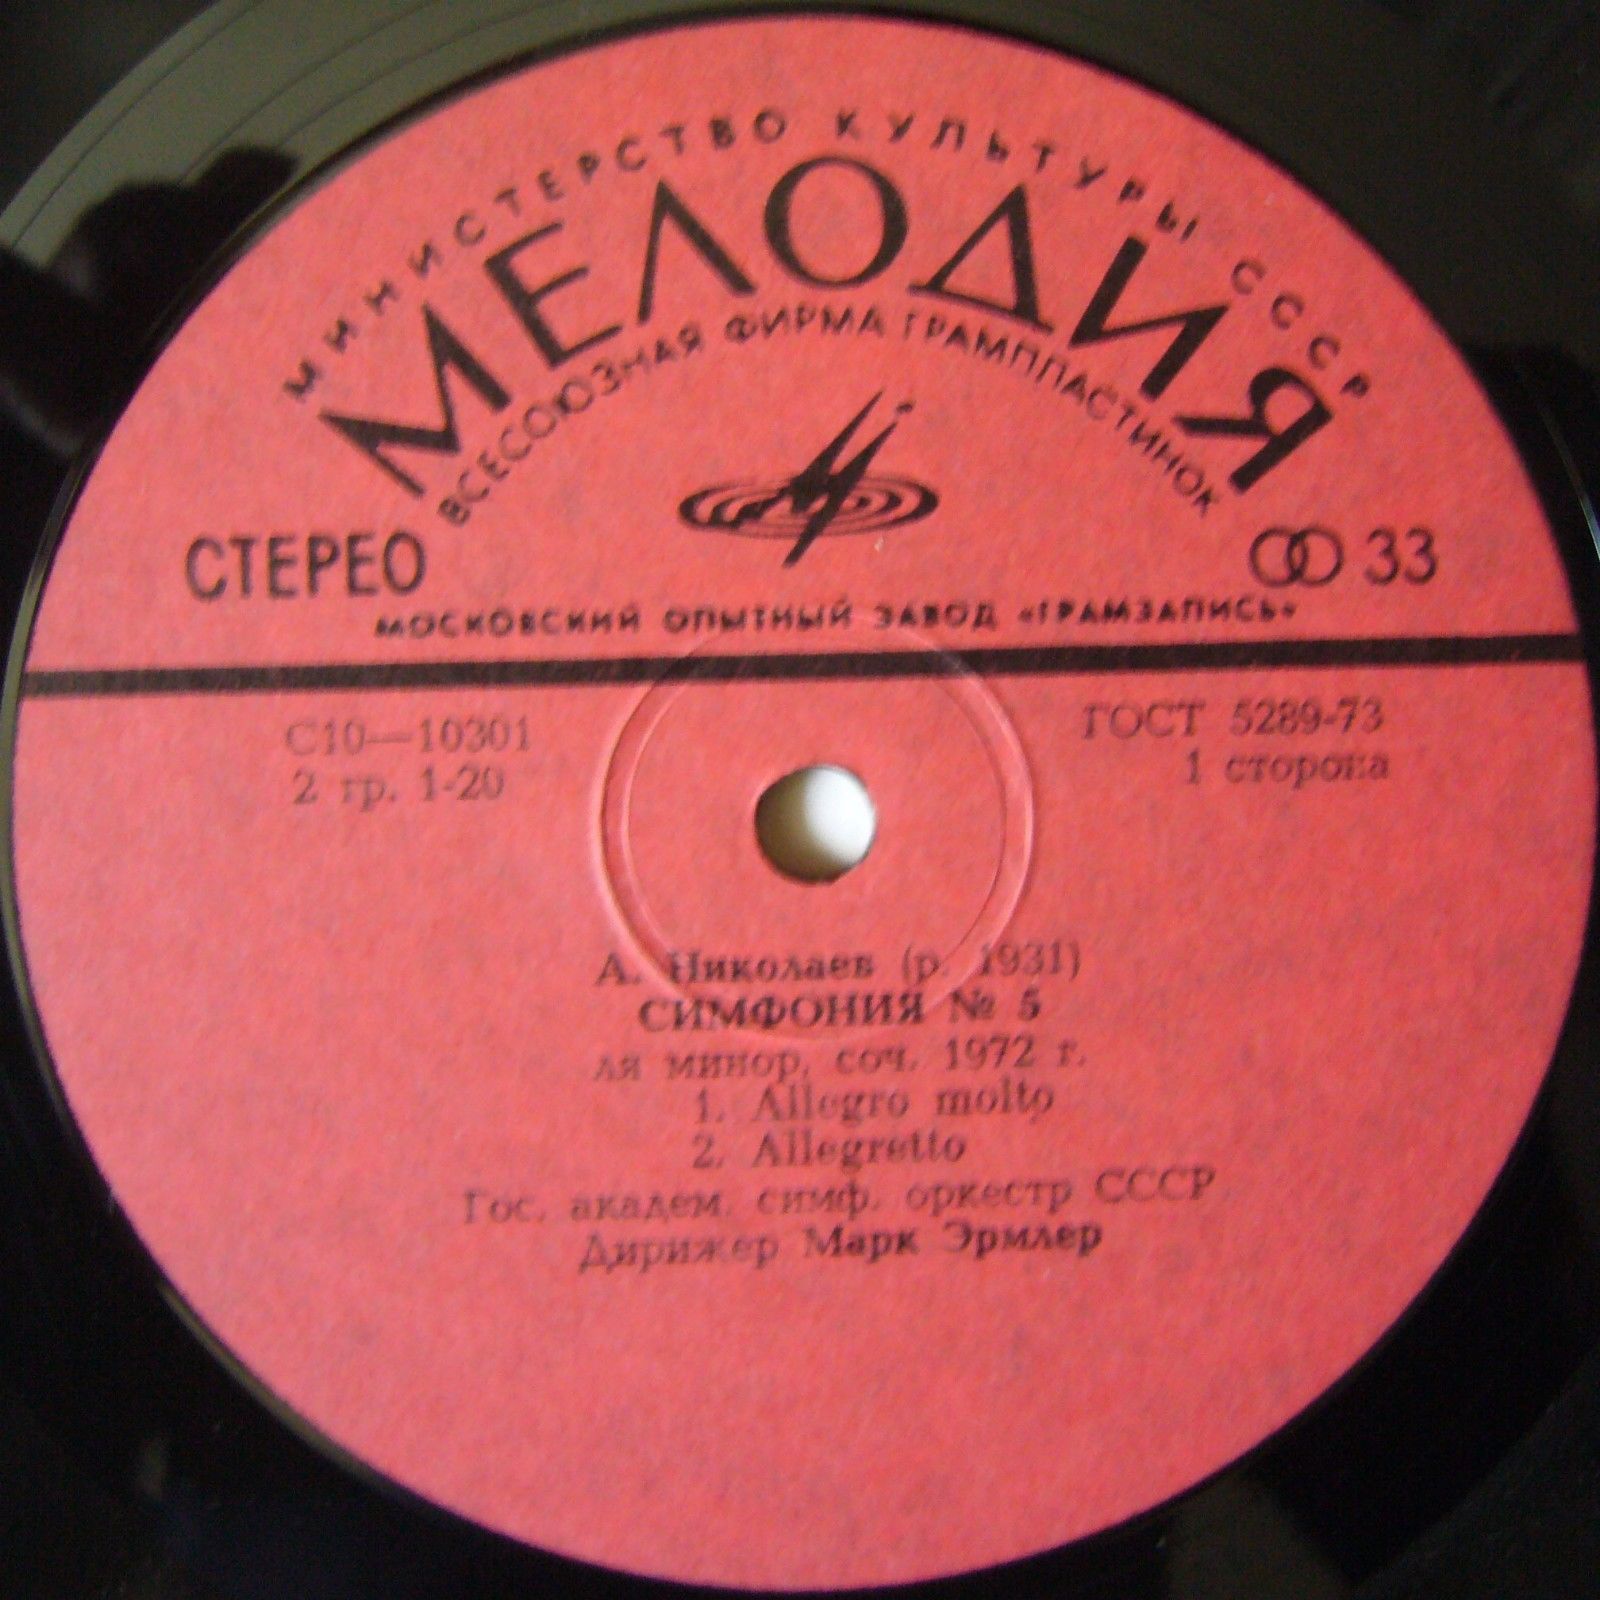 МИНИСТЕРСТВО КУЛЬТУРЫ СССР
МЕЛОДИЯ
ВСЕСОЮЗНАЯ ФИРМА ГРАМПЛАСТИНОК
СТЕРЕО
33
МОСКОВСКИЙ ОПЫТНЫЙ ЗАВОД «ГРАМЗАПИСЬ»
С10—10301
ГОСТ 5289-73
2 гр. 1-20
1 сторона
А. Николаев (р. 1931)
СИМФОНИЯ № 5
ля минор, соч. 1972 г.
1. Allegro molto
2. Allegretto
Гос. академ. симф. оркестр СССР
Дирижер Марк Эрмлер